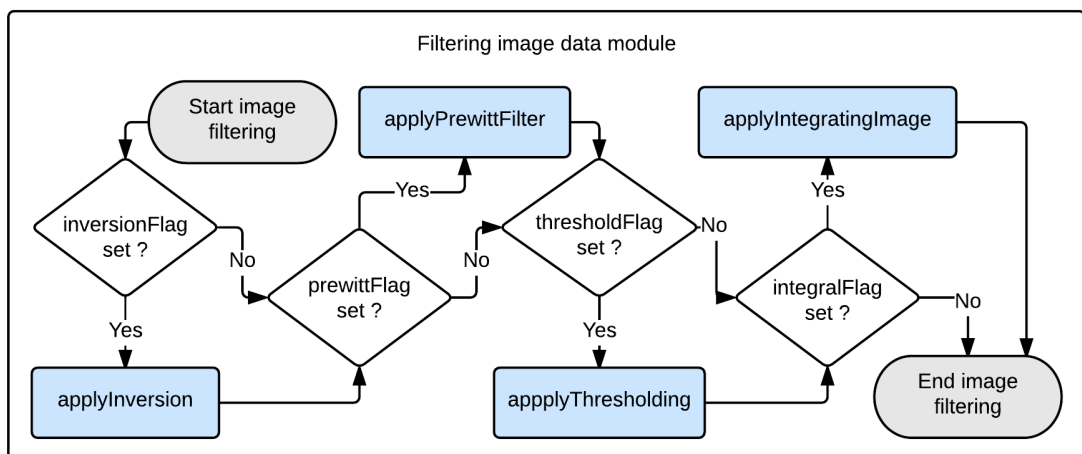 Filtering image data module
Start image
filtering
inversionFlag
set ?
Yes
No
applyInversion
prewittFlag
set ?
Yes
No
applyPrewittFilter
thresholdFlag
set ?
Yes
No
appplyThresholding
integralFlag
set ?
Yes
No
applyIntegratingImage
End image
filtering